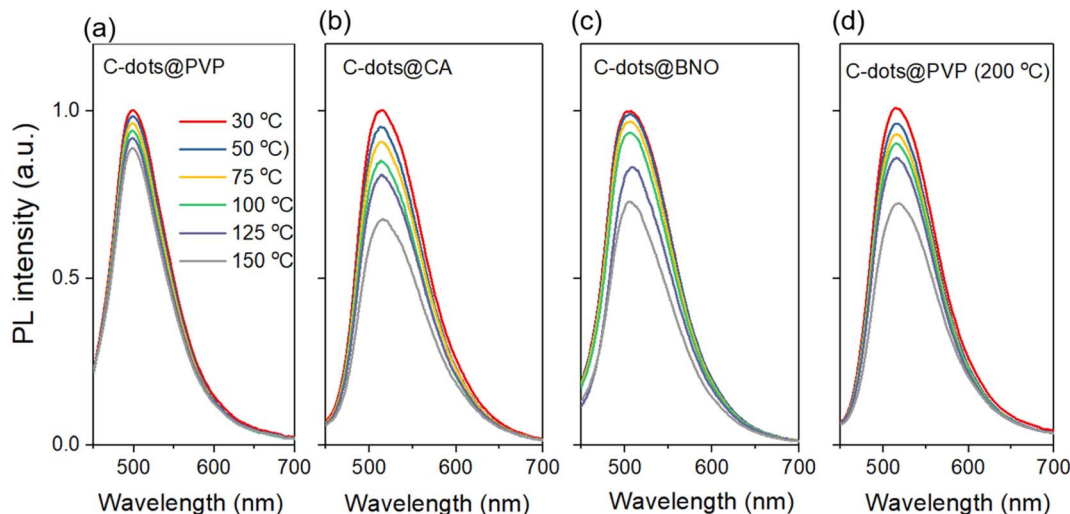 (a)
(b)
(c)
(d)
C-dots@PVP
C-dots@CA
C-dots@BNO
C-dots@PVP (200 ºC)
30 ºC
50 ºC)
75 ºC
100 ºC
125 ºC
150 ºC
PL intensity (a.u.)
1.0
0.5
0.0
500 600 700
500 600 700
500 600 700
500 600 700
Wavelength (nm)
Wavelength (nm)
Wavelength (nm)
Wavelength (nm)